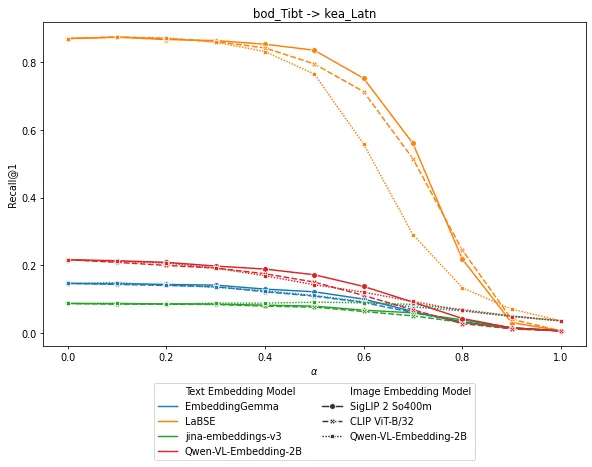 bod_Tibt -> kea_Latn
Recall@1
0.8
0.6
0.4
0.2
0.0
0.0 0.2 0.4 0.6 0.8 1.0
α
Text Embedding Model Image Embedding Model
EmbeddingGemma SigLIP 2 So400m
LaBSE CLIP ViT-B/32
jina-embeddings-v3 Qwen-VL-Embedding-2B
Qwen-VL-Embedding-2B